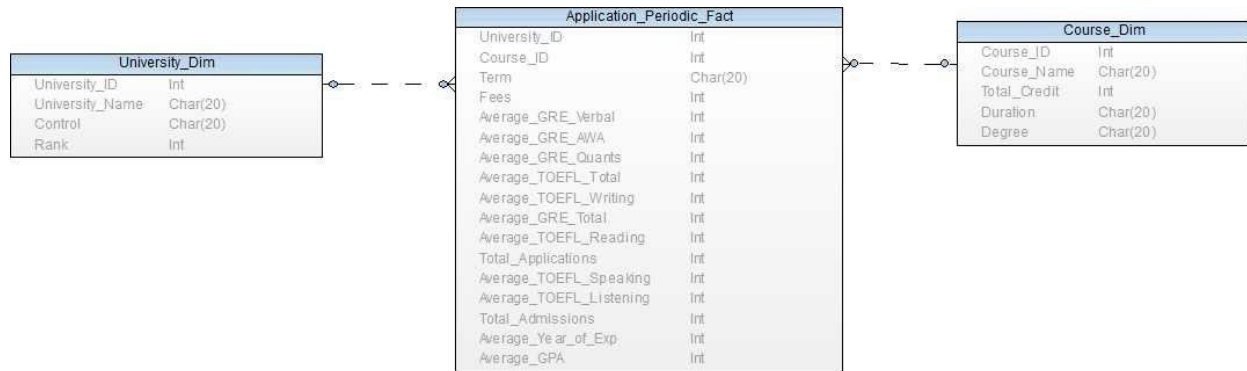 University_Dim
University_ID Int
University_Name Char(20)
Control Char(20)
Rank Int
Application_Periodic_Fact
University_ID Int
Course_ID Int
Term Char(20)
Fees Int
Average_GRE_Verbal Int
Average_GRE_AWA Int
Average_GRE_Quants Int
Average_TOEFL_Total Int
Average_TOEFL_Writing Int
Average_GRE_Total Int
Average_TOEFL_Reading Int
Total_Applications Int
Average_TOEFL_Speaking Int
Average_TOEFL_Listening Int
Total_Admissions Int
Average_Year_of_Exp Int
Average_GPA Int
Course_Dim
Course_ID Int
Course_Name Char(20)
Total_Credit Int
Duration Char(20)
Degree Char(20)